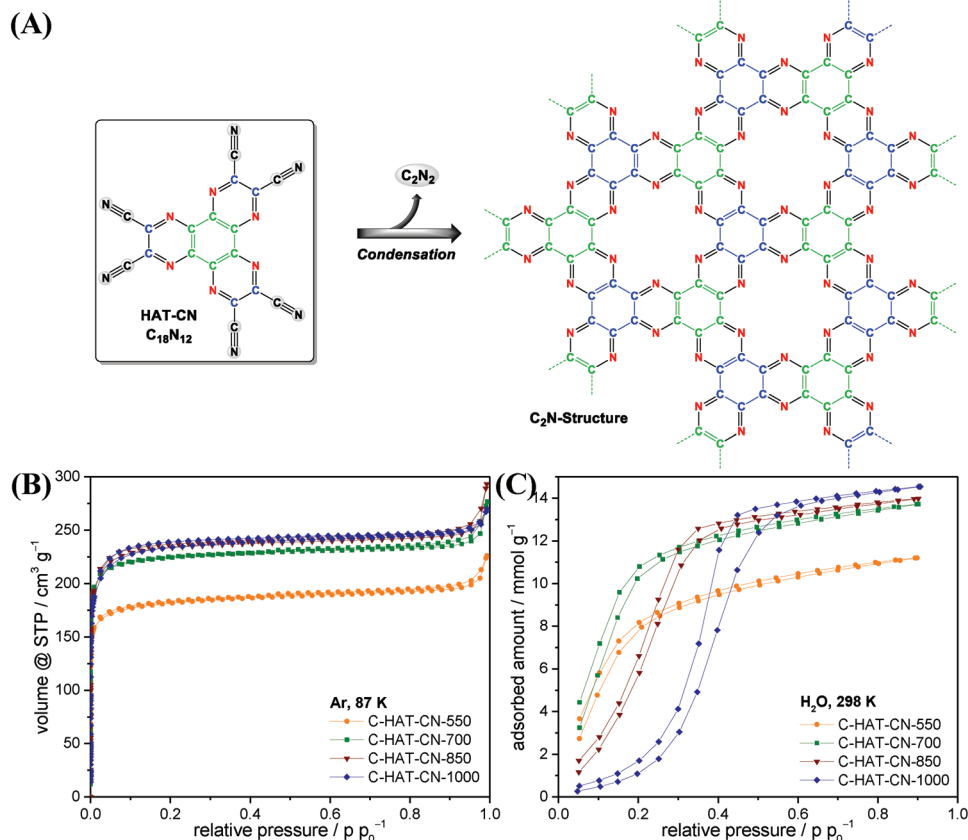 (A)
HAT-CN
C₁₈N₁₂
C₂N₂
Condensation
C₂N-Structure
(B)
volume @ STP / cm³ g⁻¹
300
250
200
150
100
50
0
Ar, 87 K
C-HAT-CN-550
C-HAT-CN-700
C-HAT-CN-850
C-HAT-CN-1000
0.0 0.2 0.4 0.6 0.8 1.0
relative pressure / p p₀⁻¹
(C)
adsorbed amount / mmol g⁻¹
14
12
10
8
6
4
2
0
H₂O, 298 K
C-HAT-CN-550
C-HAT-CN-700
C-HAT-CN-850
C-HAT-CN-1000
0.0 0.2 0.4 0.6 0.8 1.0
relative pressure / p p₀⁻¹